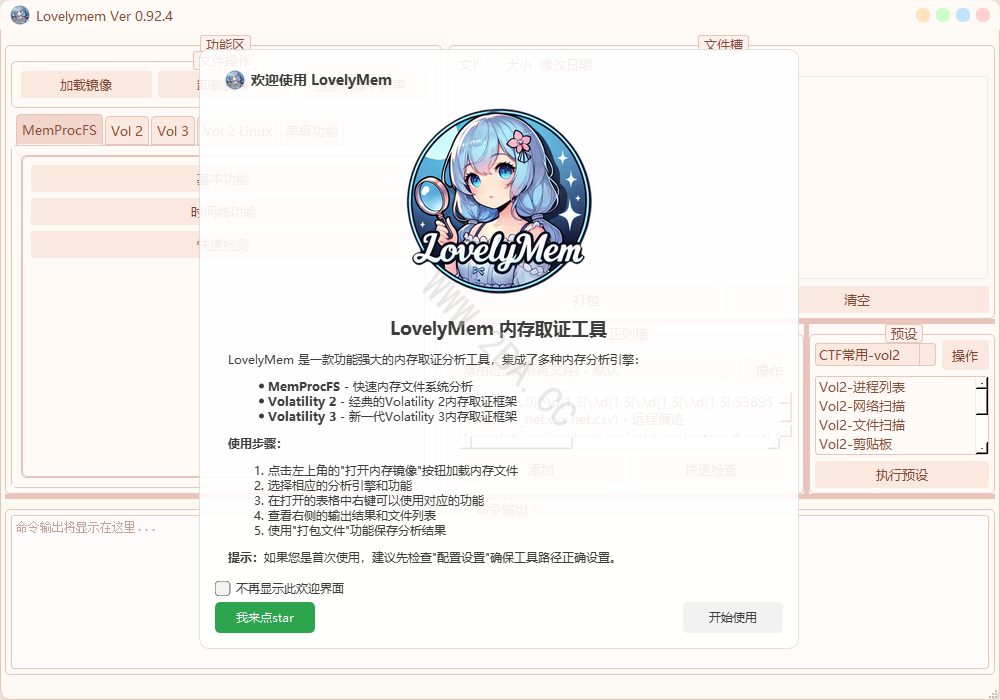 Lovelymem Ver 0.92.4
功能区
文件槽
文件操作
欢迎使用 LovelyMem
大小 修改日期
加载镜像
MemProcFS Vol 2 Vol 3 Vol 2 Linux 高级功能
基本功能
时间线功能
快速检测
LovelyMem
打包
清空
LovelyMem 内存取证工具
正则槽
预设
LovelyMem 是一款功能强大的内存取证分析工具，集成了多种内存分析引擎：
CTF常用-vol2
操作
操作
• MemProcFS - 快速内存文件系统分析
• Volatility 2 - 经典的Volatility 2内存取证框架
• Volatility 3 - 新一代Volatility 3内存取证框架
Vol2-进程列表
Vol2-网络扫描
Vol2-文件扫描
Vol2-剪贴板
使用步骤：
1. 点击左上角的"打开内存镜像"按钮加载内存文件
2. 选择相应的分析引擎和功能
3. 在打开的表格中右键可以使用对应的功能
4. 查看右侧的输出结果和文件列表
5. 使用"打包文件"功能保存分析结果
添加
快速检查
执行预设
命令输出
命令输出将显示在这里...
提示：如果您是首次使用，建议先检查"配置设置"确保工具路径正确设置。
不再显示此欢迎界面
我来点star
开始使用
WWW.ZBA.CC